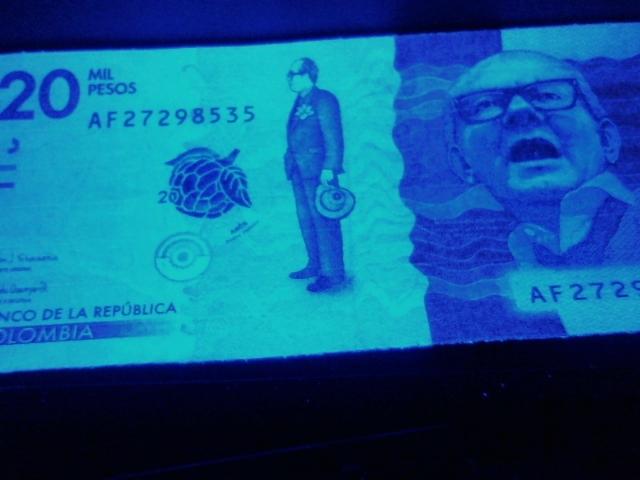 20 MIL
PESOS
AF27298535
20
NCO DE LA REPÚBLICA
OLOMBIA
AF2729